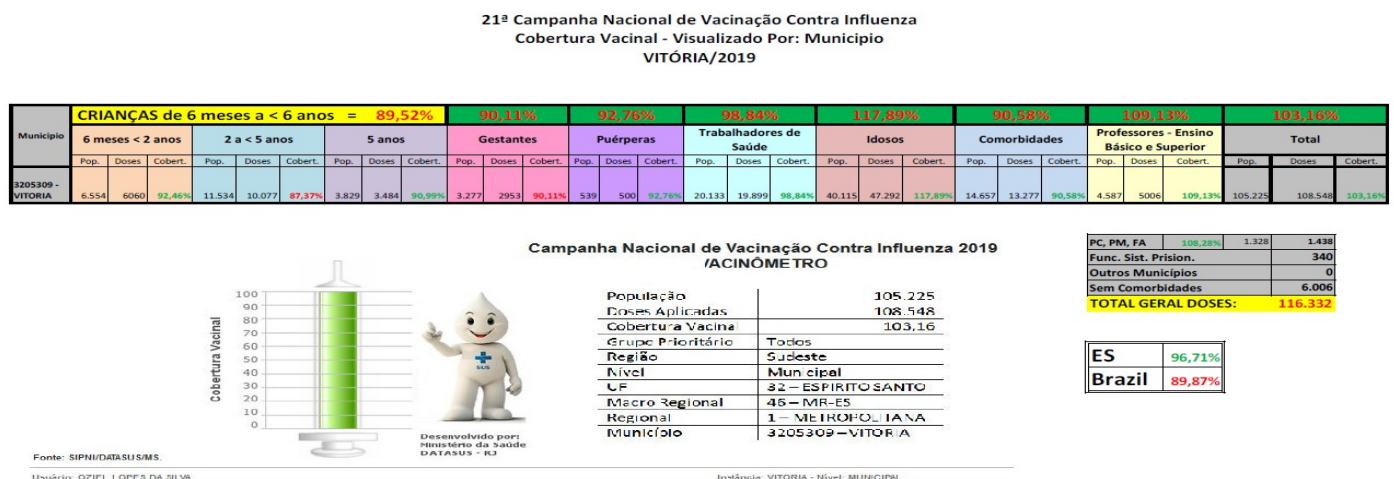 21ª Campanha Nacional de Vacinação Contra Influenza
Cobertura Vacinal - Visualizado Por: Municipio
VITÓRIA/2019
CRIANÇAS de 6 meses a < 6 anos = 89,52% 90,11% 92,76% 98,84% 117,89% 90,58% 109,13% 103,16%
Municipio 6 meses < 2 anos 2 a < 5 anos 5 anos Gestantes Puérperas Trabalhadores de Saúde Idosos Comorbidades Professores - Ensino Básico e Superior Total
Pop. Doses Cobert. Pop. Doses Cobert. Pop. Doses Cobert. Pop. Doses Cobert. Pop. Doses Cobert. Pop. Doses Cobert. Pop. Doses Cobert. Pop. Doses Cobert. Pop. Doses Cobert. Pop. Doses Cobert.
3205309 - VITORIA 6.554 6060 92,46% 11.534 10.077 87,37% 3.829 3.484 90,99% 3.277 2953 90,11% 539 500 92,76% 20.133 19.899 98,84% 40.115 47.292 117,89% 14.657 13.277 90,58% 4.587 5006 109,13% 105.225 108.548 103,16%
Campanha Nacional de Vacinação Contra Influenza 2019
VACINÔMETRO
Cobertura Vacinal
100
90
80
70
60
50
40
30
20
10
0
SUS
Desenvolvido por:
Ministério da Saúde
DATASUS - RJ
População 105.225
Doses Aplicadas 108.548
Cobertura Vacinal 103,16
Grupo Prioritário Todos
Região Sudeste
Nível Municipal
UF 32 – ESPIRITO SANTO
Macro Regional 46 – MR-ES
Regional 1 – METROPOLITANA
Município 3205309 – VITORIA
PC, PM, FA 108,28% 1.328 1.438
Func. Sist. Prision. 340
Outros Municípios 0
Sem Comorbidades 6.006
TOTAL GERAL DOSES: 116.332
ES 96,71%
Brazil 89,87%
Fonte: SIPNI/DATASUS/MS.
Usuário: OZIEL LOPES DA SILVA Instância: VITORIA - Nível: MUNICIPAL